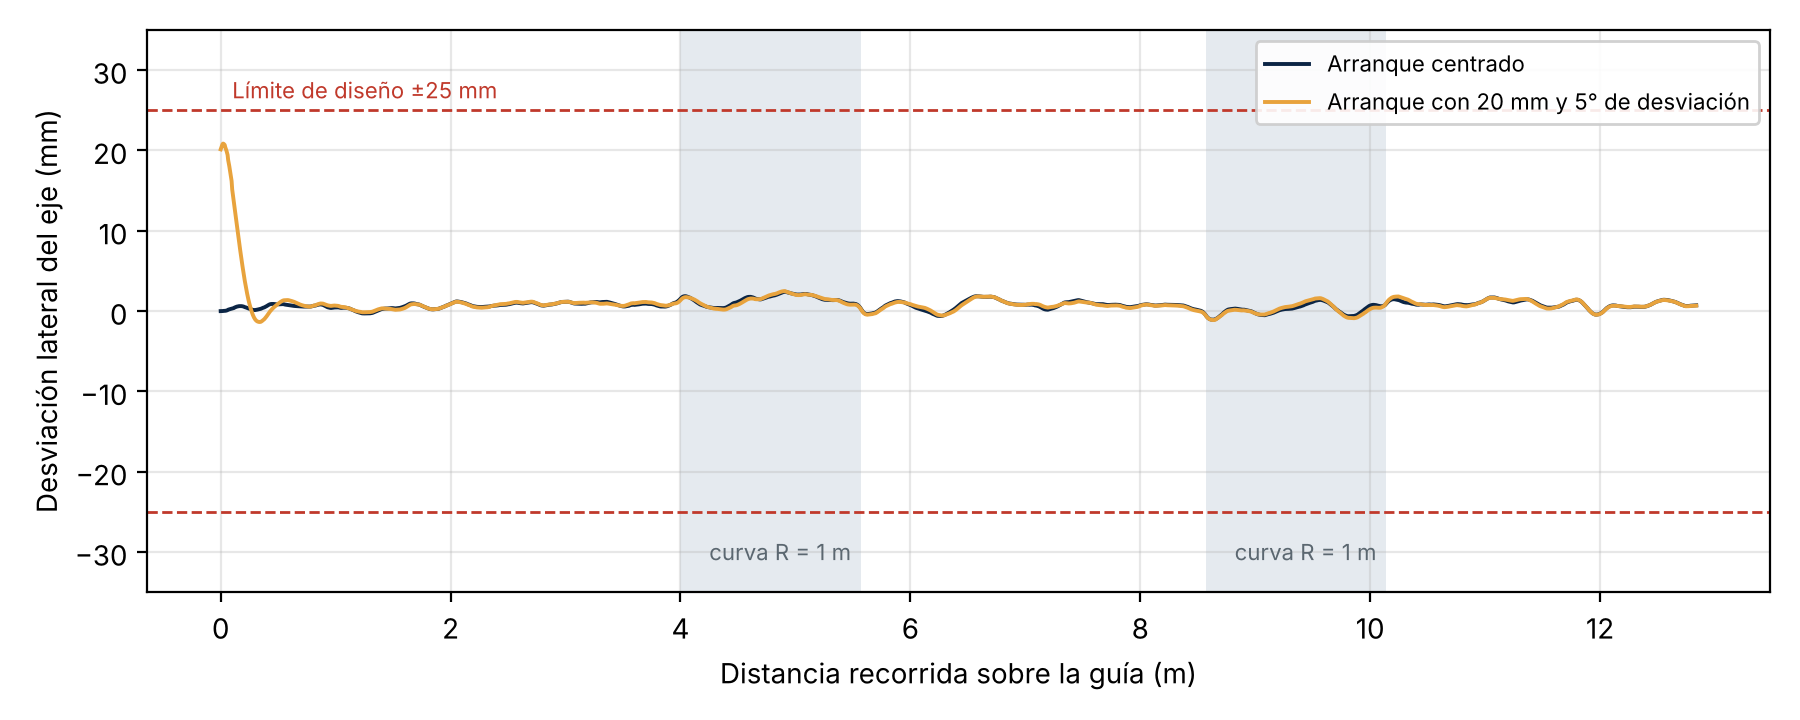 Desviación lateral del eje (mm)
30
20
10
0
−10
−20
−30
Límite de diseño ±25 mm
Arranque centrado
Arranque con 20 mm y 5° de desviación
curva R = 1 m
curva R = 1 m
0
2
4
6
8
10
12
Distancia recorrida sobre la guía (m)